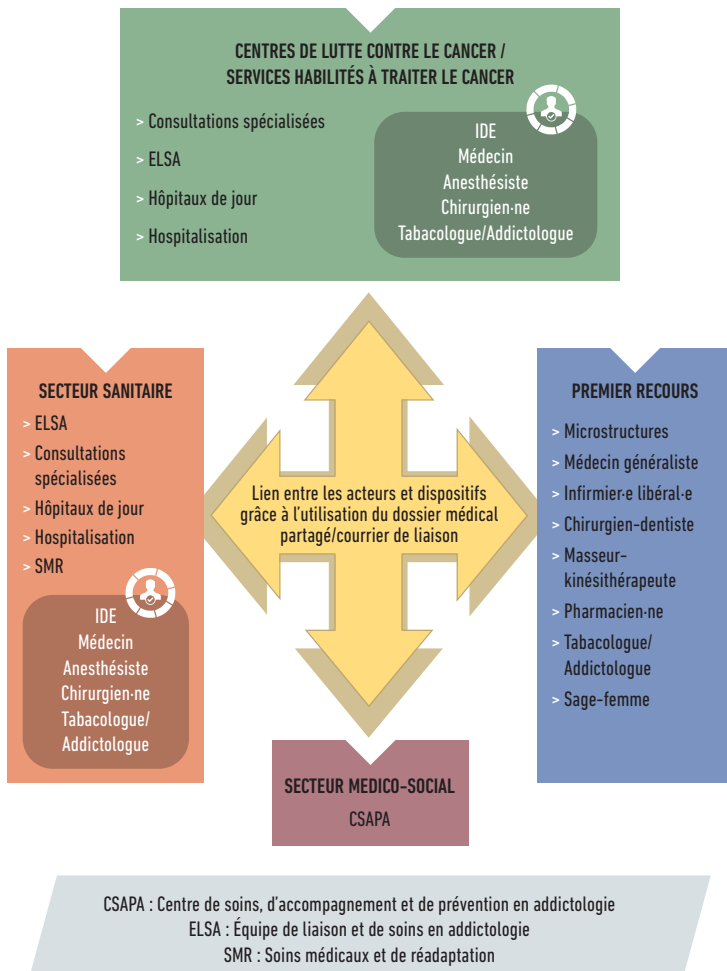 CENTRES DE LUTTE CONTRE LE CANCER /
SERVICES HABILITÉS À TRAITER LE CANCER
> Consultations spécialisées
> ELSA
> Hôpitaux de jour
> Hospitalisation
IDE
Médecin
Anesthésiste
Chirurgien·ne
Tabacologue/Addictologue
SECTEUR SANITAIRE
> ELSA
> Consultations
spécialisées
> Hôpitaux de jour
> Hospitalisation
> SMR
IDE
Médecin
Anesthésiste
Chirurgien·ne
Tabacologue/
Addictologue
Lien entre les acteurs et dispositifs
grâce à l'utilisation du dossier médical
partagé/courrier de liaison
PREMIER RECOURS
> Microstructures
> Médecin généraliste
> Infirmier·e libéral·e
> Chirurgien-dentiste
> Masseur-
kinésithérapeute
> Pharmacien·ne
> Tabacologue/
Addictologue
> Sage-femme
SECTEUR MEDICO-SOCIAL
CSAPA
CSAPA : Centre de soins, d'accompagnement et de prévention en addictologie
ELSA : Équipe de liaison et de soins en addictologie
SMR : Soins médicaux et de réadaptation